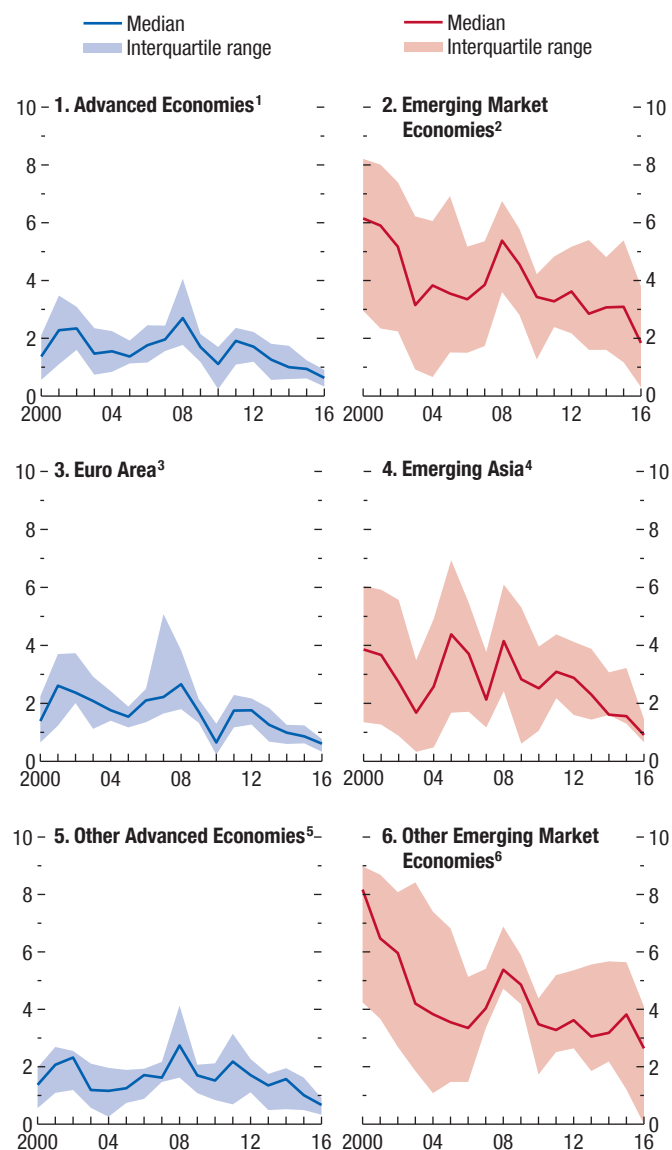 Median
Interquartile range
Median
Interquartile range
1. Advanced Economies¹
10
8
6
4
2
0
2000 04 08 12 16
2. Emerging Market
Economies²
10
8
6
4
2
0
2000 04 08 12 16
3. Euro Area³
10
8
6
4
2
0
2000 04 08 12 16
4. Emerging Asia⁴
10
8
6
4
2
0
2000 04 08 12 16
5. Other Advanced Economies⁵
10
8
6
4
2
0
2000 04 08 12 16
6. Other Emerging Market
Economies⁶
10
8
6
4
2
0
2000 04 08 12 16